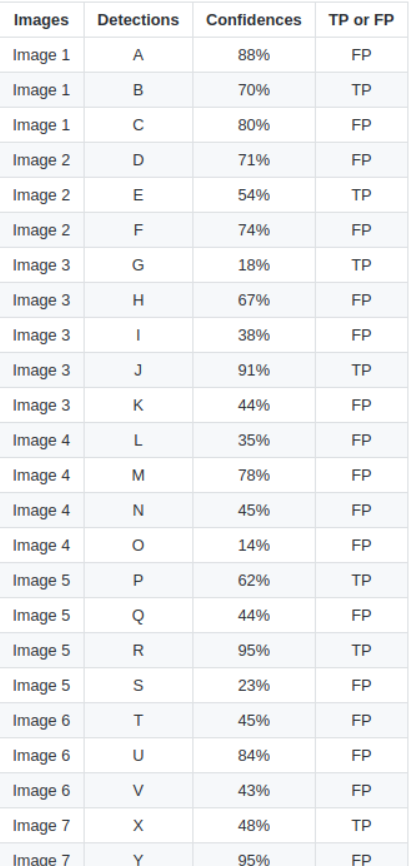 Images Detections Confidences TP or FP
Image 1 A 88% FP
Image 1 B 70% TP
Image 1 C 80% FP
Image 2 D 71% FP
Image 2 E 54% TP
Image 2 F 74% FP
Image 3 G 18% TP
Image 3 H 67% FP
Image 3 I 38% FP
Image 3 J 91% TP
Image 3 K 44% FP
Image 4 L 35% FP
Image 4 M 78% FP
Image 4 N 45% FP
Image 4 O 14% FP
Image 5 P 62% TP
Image 5 Q 44% FP
Image 5 R 95% TP
Image 5 S 23% FP
Image 6 T 45% FP
Image 6 U 84% FP
Image 6 V 43% FP
Image 7 X 48% TP
Image 7 Y 95% FP